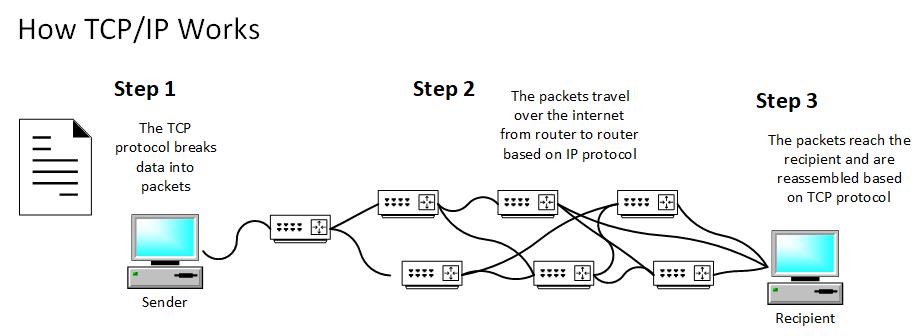 How TCP/IP Works
Step 1
The TCP
protocol breaks
data into
packets
Sender
Step 2
The packets travel
over the internet
from router to router
based on IP protocol
Step 3
The packets reach the
recipient and are
reassembled based
on TCP protocol
Recipient